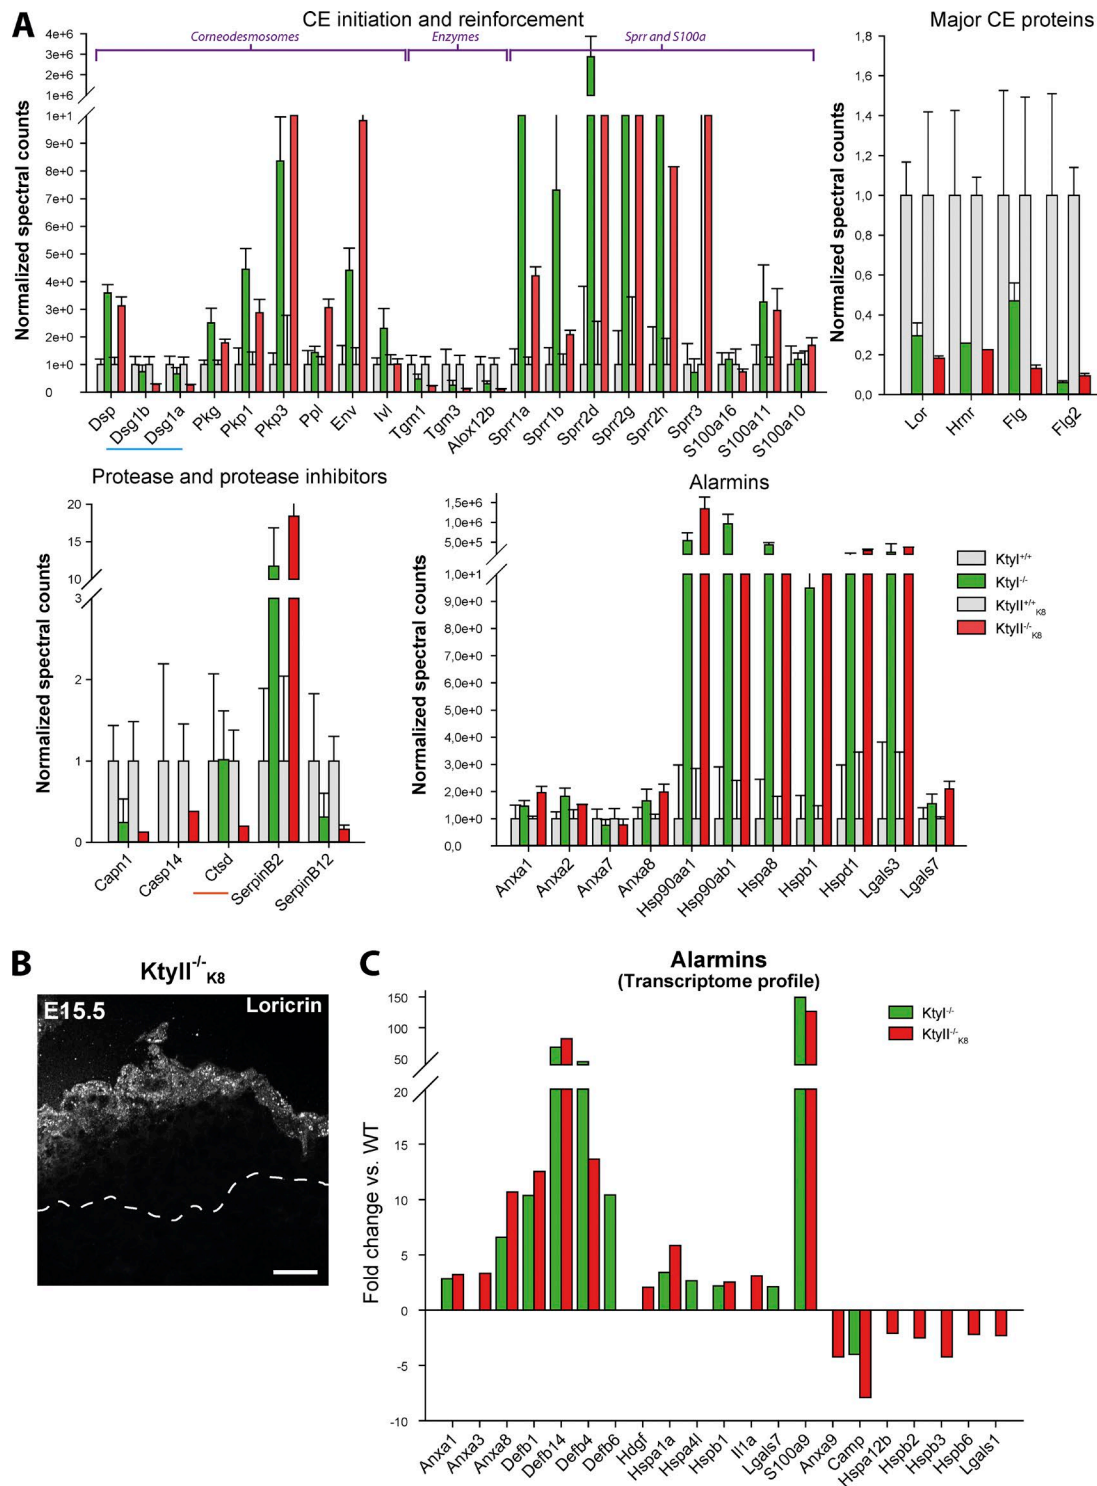 A
CE initiation and reinforcement
Corneodesmosomes
Enzymes
Sprr and S100a
Normalized spectral counts
4e+6
3e+6
2e+6
1e+6
1e+1
9e+0
8e+0
7e+0
6e+0
5e+0
4e+0
3e+0
2e+0
1e+0
0
Dsp
Dsg1b
Dsg1a
Pkg
Pkp1
Pkp3
Ppl
Env
Ivl
Tgm1
Tgm3
Alox12b
Sprr1a
Sprr1b
Sprr2d
Sprr2g
Sprr2h
Sprr3
S100a16
S100a11
S100a10
Major CE proteins
Normalized spectral counts
1,8
1,6
1,4
1,2
1,0
0,8
0,6
0,4
0,2
0,0
Lor
Hrnr
Flg
Flg2
Protease and protease inhibitors
Normalized spectral counts
20
15
10
3
2
1
0
Capn1
Casp14
Ctsd
SerpinB2
SerpinB12
Alarmins
Normalized spectral counts
1,5e+6
1,0e+6
5,0e+5
1,0e+1
9,0e+0
8,0e+0
7,0e+0
6,0e+0
5,0e+0
4,0e+0
3,0e+0
2,0e+0
1,0e+0
0,0
Anxa1
Anxa2
Anxa7
Anxa8
Hsp90aa1
Hsp90ab1
Hspa8
Hspb1
Hspd1
Lgals3
Lgals7
KtyI+/+
KtyI-/-
KtyII+/+K8
KtyII-/-K8
B
KtyII-/-K8
E15.5
Loricrin
C
Alarmins
(Transcriptome profile)
KtyI-/-
KtyII-/-K8
Fold change vs. WT
150
100
50
20
15
10
5
0
-5
-10
Anxa1
Anxa3
Anxa8
Defb1
Defb14
Defb4
Defb6
Hdgf
Hspa1a
Hspa4l
Hspb1
Il1a
Lgals7
S100a9
Anxa9
Camp
Hspa12b
Hspb2
Hspb3
Hspb6
Lgals1